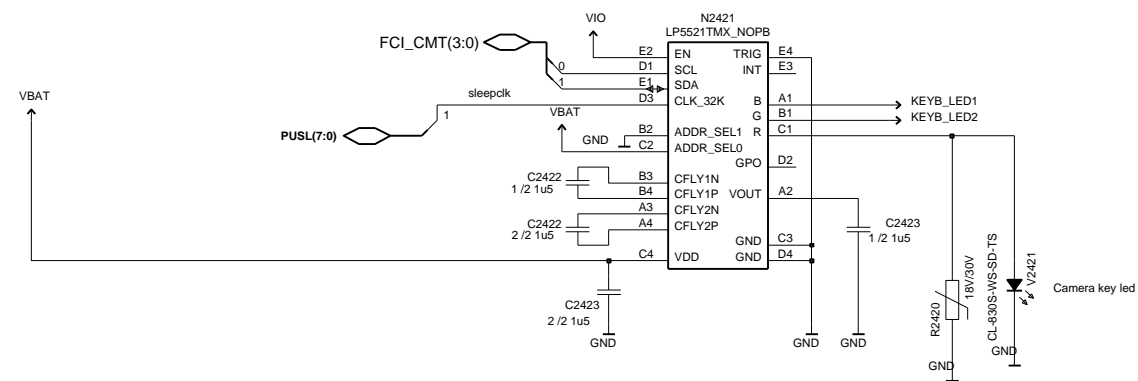 N2421
LP5521TMX_NOPB
VIO
FCI_CMT(3:0)
0
1
E2 EN TRIG E4
D1 SCL INT E3
E1 SDA
D3 CLK_32K B A1 KEYB_LED1
G B1 KEYB_LED2
B2 ADDR_SEL1 R C1
C2 ADDR_SEL0
GPO D2
B3 CFLY1N
B4 CFLY1P VOUT A2
A3 CFLY2N
A4 CFLY2P
GND C3
C4 VDD GND D4
VBAT
sleepclk
1
PUSL(7:0)
VBAT
GND
C2422
1 /2 1u5
C2422
2 /2 1u5
C2423
1 /2 1u5
C2423
2 /2 1u5
GND
GND
GND
R2420
18V/30V
GND
CL-830S-WS-SD-TS
V2421
GND
Camera key led